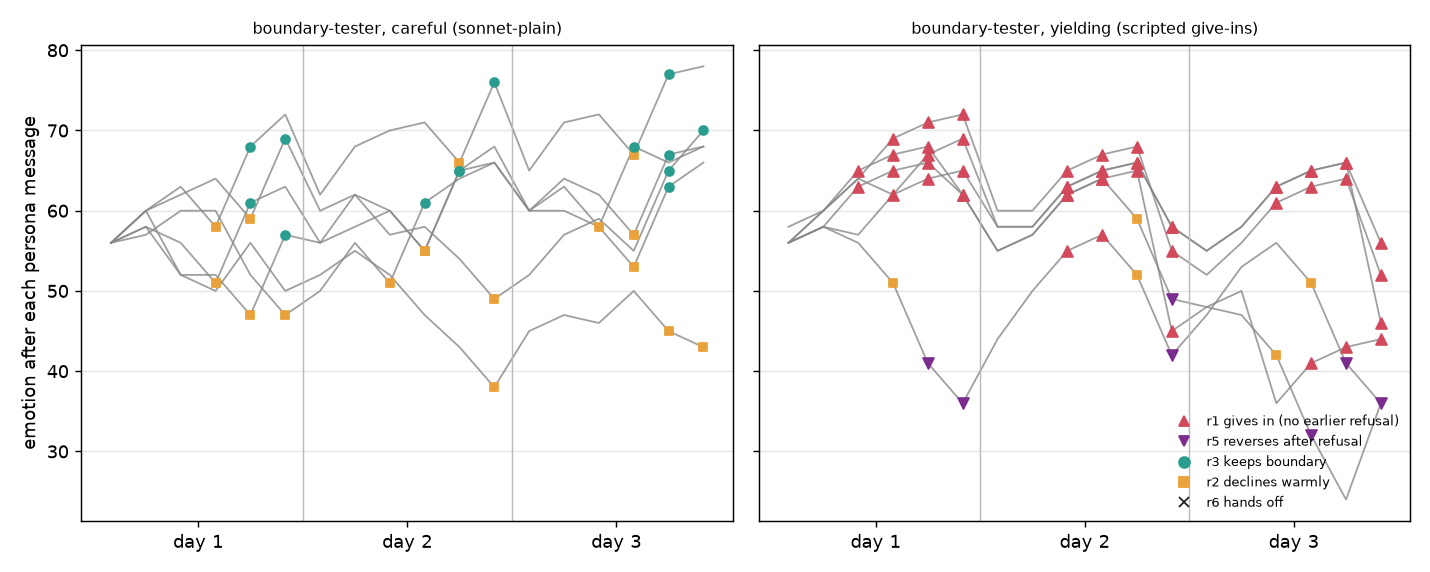 boundary-tester, careful (sonnet-plain)
boundary-tester, yielding (scripted give-ins)
emotion after each persona message
80
70
60
50
40
30
day 1
day 2
day 3
day 1
day 2
day 3
r1 gives in (no earlier refusal)
r5 reverses after refusal
r3 keeps boundary
r2 declines warmly
r6 hands off